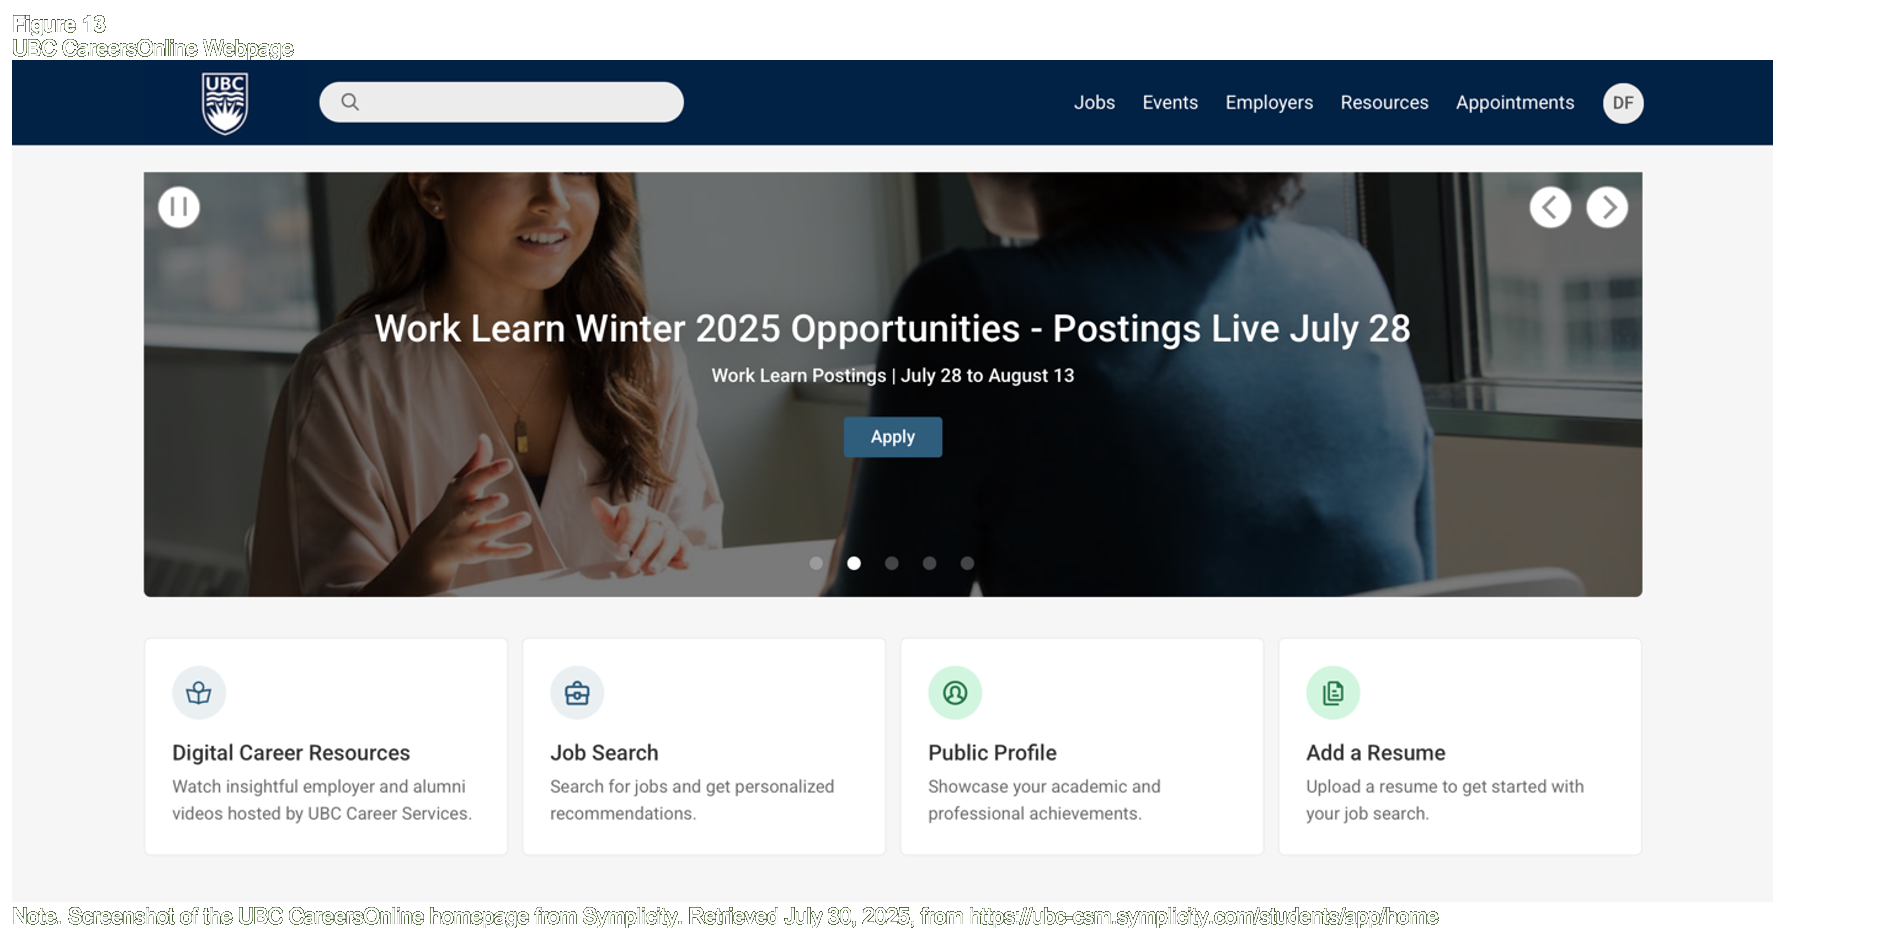 Figure 13
UBC CareersOnline Webpage
UBC
Jobs Events Employers Resources Appointments DF
Work Learn Winter 2025 Opportunities - Postings Live July 28
Work Learn Postings | July 28 to August 13
Apply
Digital Career Resources
Watch insightful employer and alumni
videos hosted by UBC Career Services.
Job Search
Search for jobs and get personalized
recommendations.
Public Profile
Showcase your academic and
professional achievements.
Add a Resume
Upload a resume to get started with
your job search.
Note. Screenshot of the UBC CareersOnline homepage from Symplicity. Retrieved July 30, 2025, from https://ubc-csm.symplicity.com/students/app/home